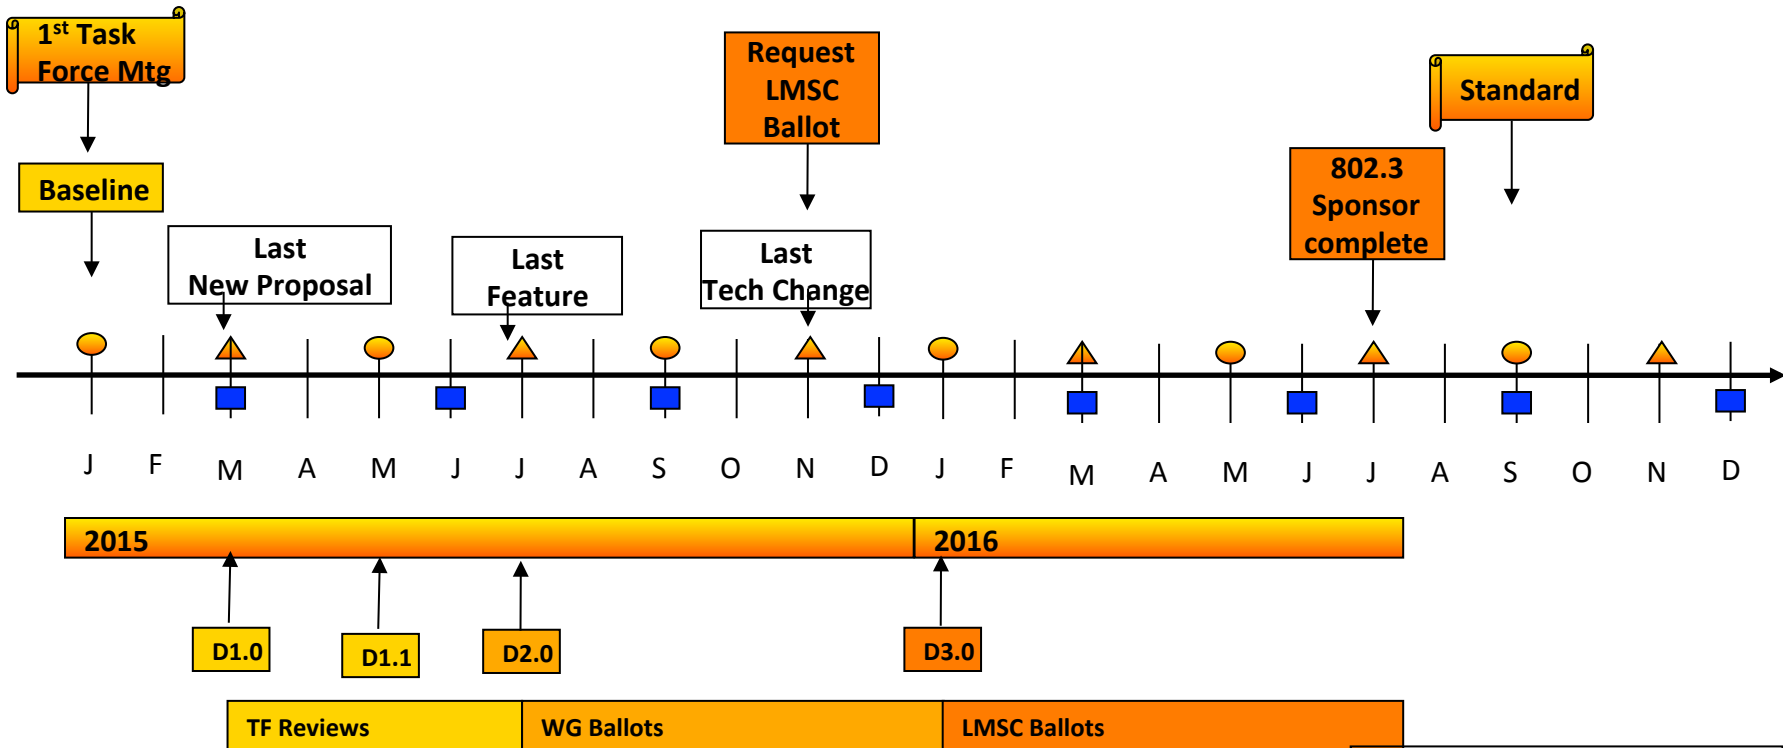 1st Task
Force Mtg
Request
LMSC
Ballot
Standard
Baseline
802.3
Sponsor
complete
Last
New Proposal
Last
Feature
Last
Tech Change
J F M A M J J A S O N D J F M A M J J A S O N D
2015 2016
D1.0 D1.1 D2.0 D3.0
TF Reviews WG Ballots LMSC Ballots